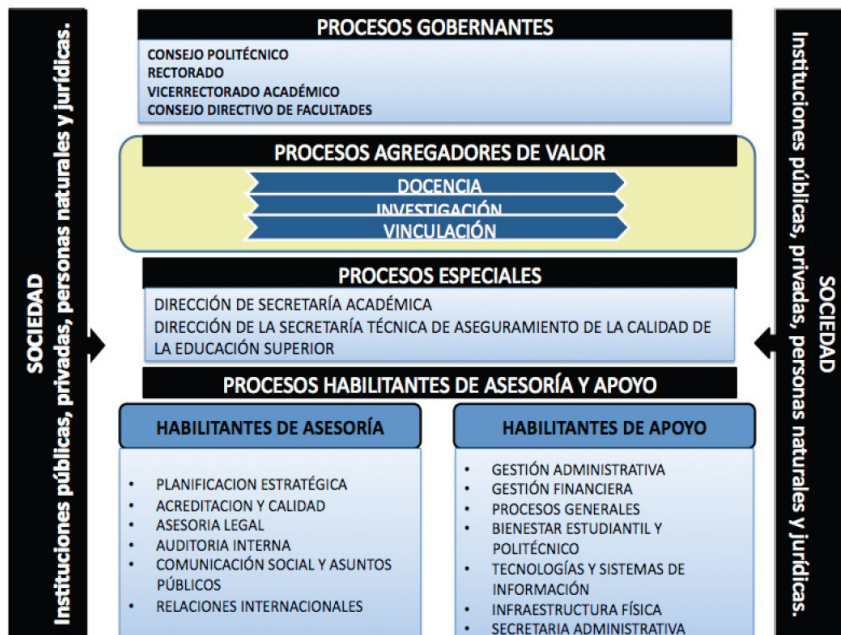 SOCIEDAD
Instituciones públicas, privadas, personas naturales y jurídicas.
PROCESOS GOBERNANTES
CONSEJO POLITÉCNICO
RECTORADO
VICERRECTORADO ACADÉMICO
CONSEJO DIRECTIVO DE FACULTADES
PROCESOS AGREGADORES DE VALOR
DOCENCIA
INVESTIGACIÓN
VINCULACIÓN
PROCESOS ESPECIALES
DIRECCIÓN DE SECRETARÍA ACADÉMICA
DIRECCIÓN DE LA SECRETARÍA TÉCNICA DE ASEGURAMIENTO DE LA CALIDAD DE
LA EDUCACIÓN SUPERIOR
PROCESOS HABILITANTES DE ASESORÍA Y APOYO
HABILITANTES DE ASESORÍA
• PLANIFICACION ESTRATÉGICA
• ACREDITACION Y CALIDAD
• ASESORIA LEGAL
• AUDITORIA INTERNA
• COMUNICACIÓN SOCIAL Y ASUNTOS
PÚBLICOS
• RELACIONES INTERNACIONALES
HABILITANTES DE APOYO
• GESTIÓN ADMINISTRATIVA
• GESTIÓN FINANCIERA
• PROCESOS GENERALES
• BIENESTAR ESTUDIANTIL Y
POLITÉCNICO
• TECNOLOGÍAS Y SISTEMAS DE
INFORMACIÓN
• INFRAESTRUCTURA FÍSICA
• SECRETARIA ADMINISTRATIVA
Instituciones públicas, privadas, personas naturales y jurídicas.
SOCIEDAD